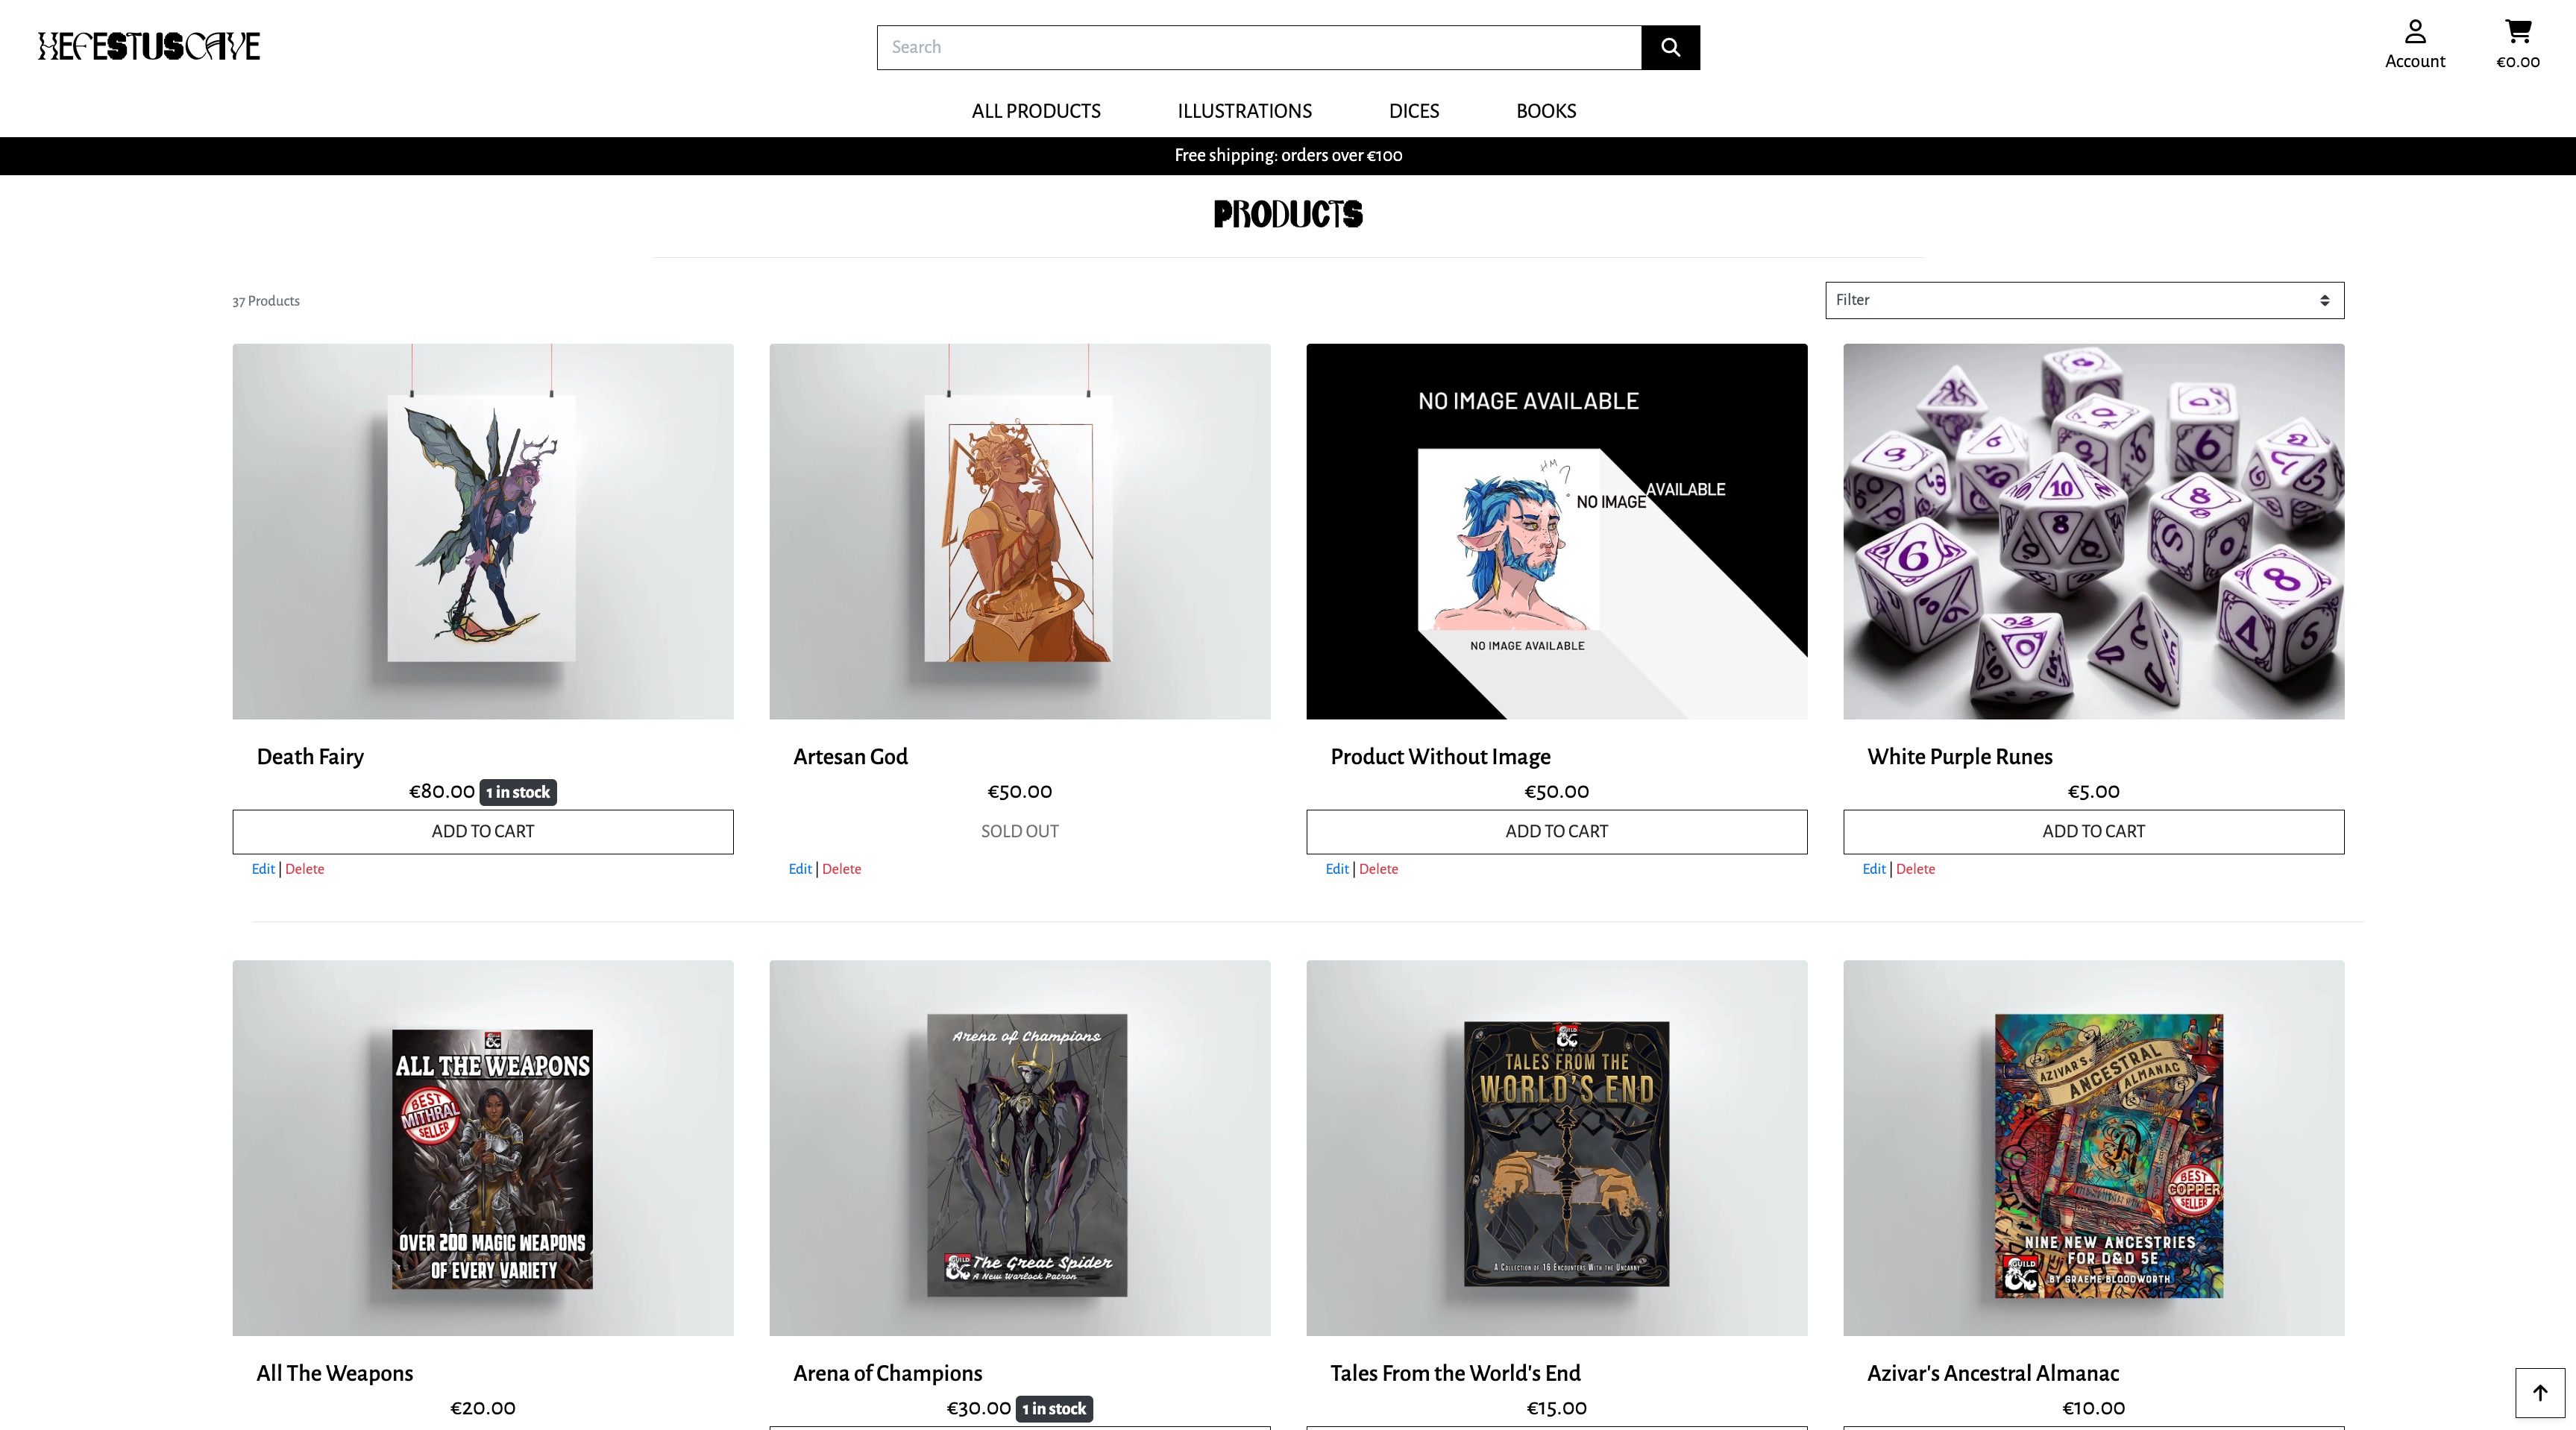 HEFESTUSCAVE
Search
Account
€0.00
ALL PRODUCTS ILLUSTRATIONS DICES BOOKS
Free shipping: orders over €100
PRODUCTS
37 Products
Filter
NO IMAGE AVAILABLE
HM ?
NO IMAGE AVAILABLE
NO IMAGE AVAILABLE
Death Fairy
€80.00 1 in stock
ADD TO CART
Edit | Delete
Artesan God
€50.00
SOLD OUT
Edit | Delete
Product Without Image
€50.00
ADD TO CART
Edit | Delete
White Purple Runes
€5.00
ADD TO CART
Edit | Delete
ALL THE WEAPONS
BEST
MITHRAL
SELLER
OVER 200 MAGIC WEAPONS
OF EVERY VARIETY
All The Weapons
€20.00
Arena of Champions
GUILD
The Great Spider
A New Warlock Patron
Arena of Champions
€30.00 1 in stock
GUILD
TALES FROM THE
WORLD'S END
A COLLECTION OF 16 ENCOUNTERS WITH THE UNCANNY
Tales From the World's End
€15.00
AZIVAR'S
ANCESTRAL
ALMANAC
BEST
COPPER
SELLER
NINE NEW ANCESTRIES
FOR D&D 5E
GUILD
BY GRAEME BLOODWORTH
Azivar's Ancestral Almanac
€10.00